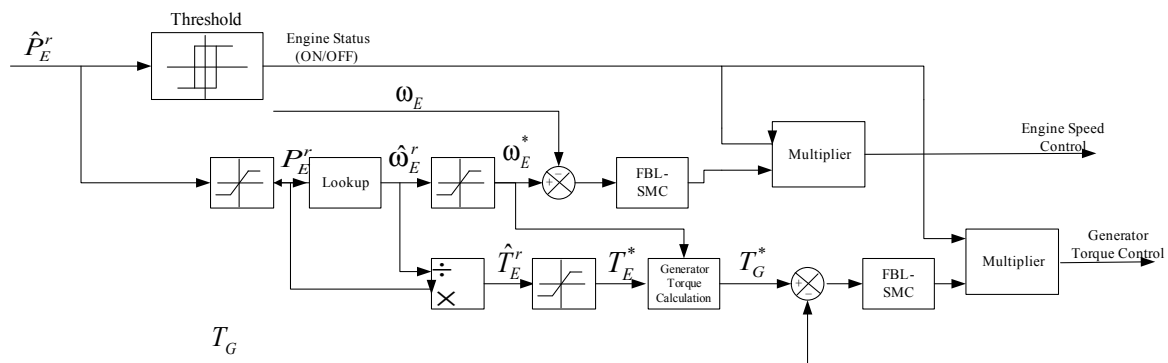 Threshold
P̂_E^r
Engine Status
(ON/OFF)
ω_E
P_E^r
ω̂_E^r
ω_E^*
Lookup
FBL-
SMC
Multiplier
Engine Speed
Control
÷
×
T̂_E^r
T_E^*
Generator
Torque
Calculation
T_G^*
FBL-
SMC
Multiplier
Generator
Torque Control
T_G